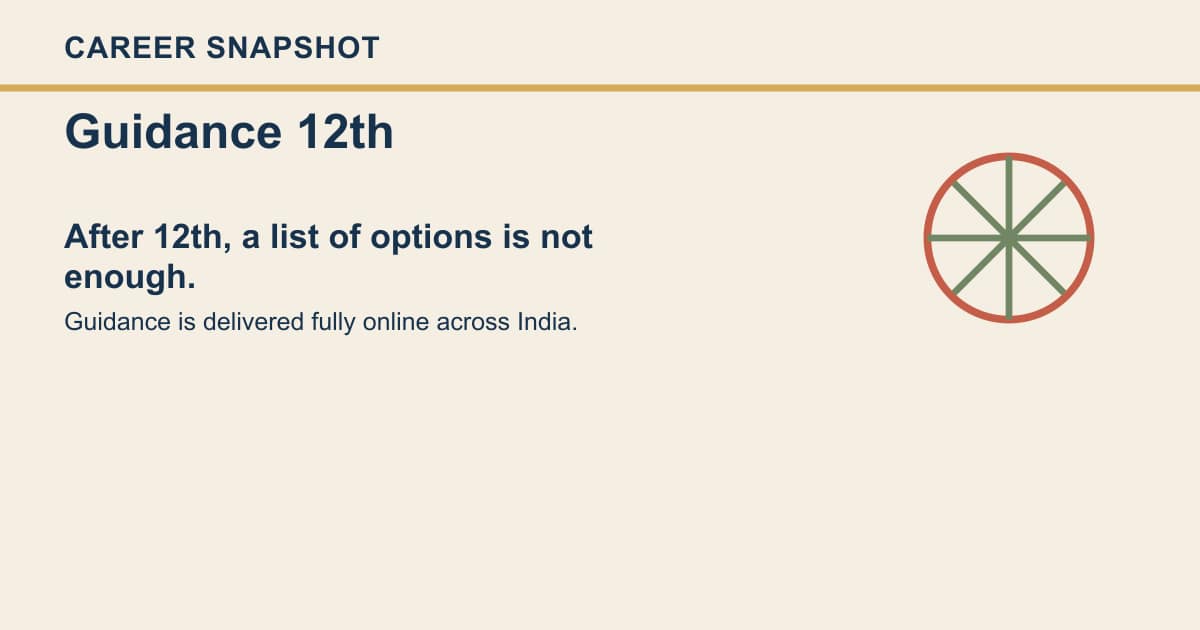 CAREER SNAPSHOT
Guidance 12th
After 12th, a list of options is not
enough.
Guidance is delivered fully online across India.